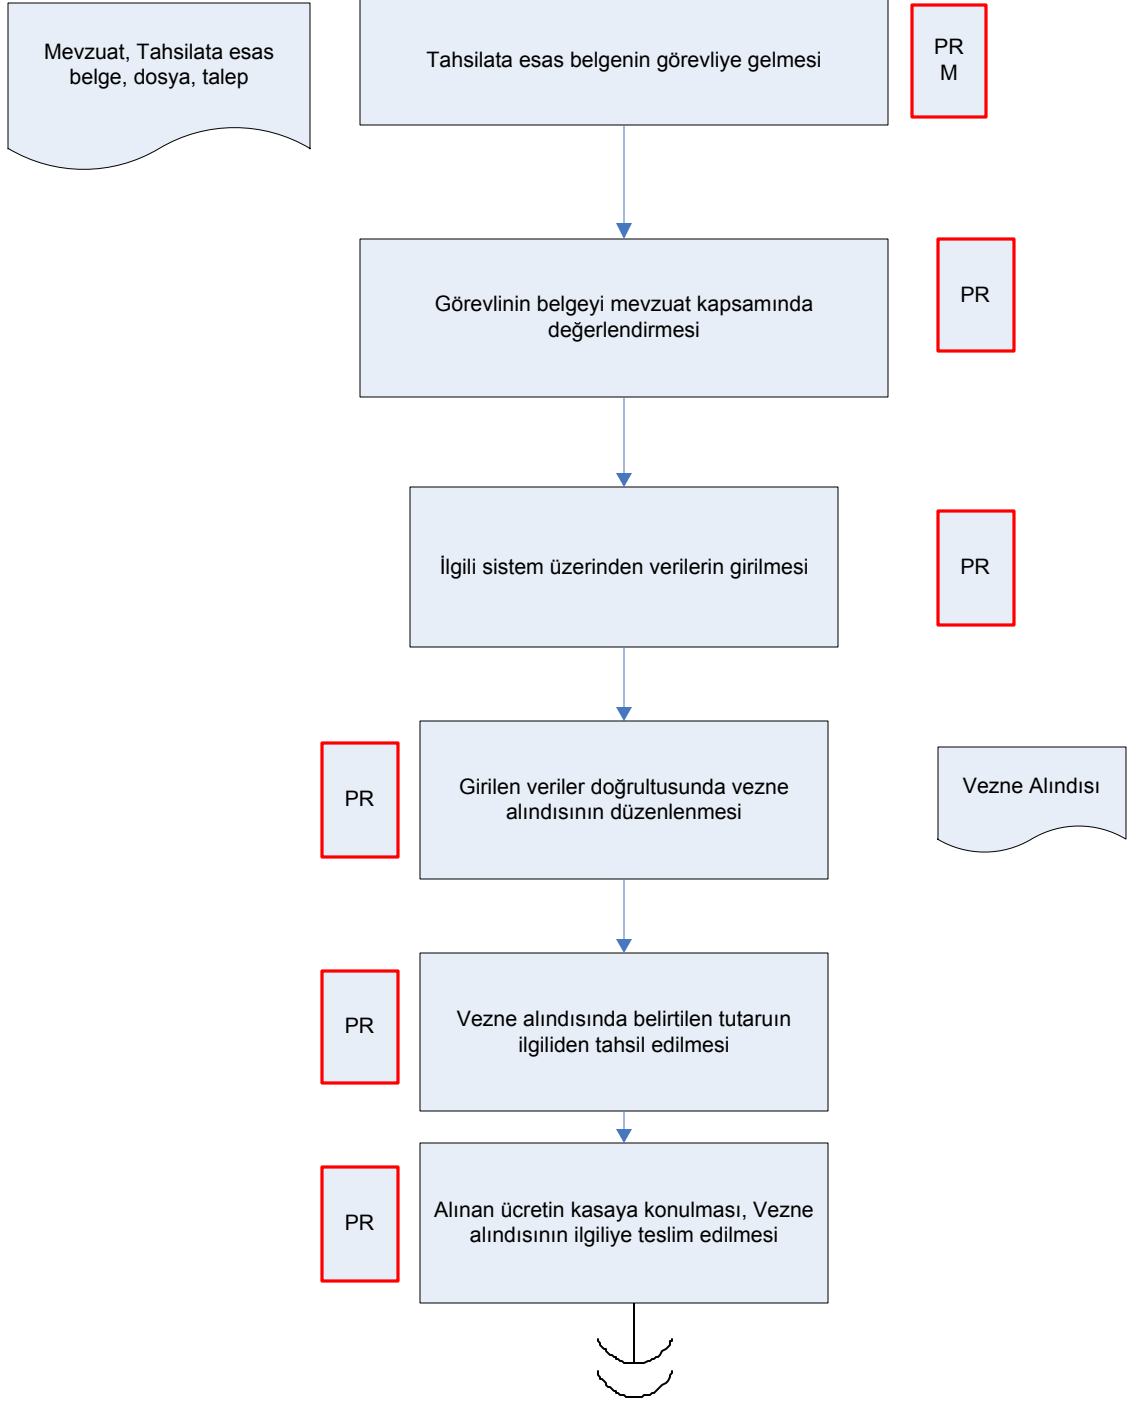 Mevzuat, Tahsilata esas
belge, dosya, talep
Tahsilata esas belgenin görevliye gelmesi
PR
M
Görevlinin belgeyi mevzuat kapsamında
değerlendirmesi
PR
İlgili sistem üzerinden verilerin girilmesi
PR
PR
Girilen veriler doğrultusunda vezne
alındısının düzenlenmesi
Vezne Alındısı
PR
Vezne alındısında belirtilen tutaruın
ilgiliden tahsil edilmesi
PR
Alınan ücretin kasaya konulması, Vezne
alındısının ilgiliye teslim edilmesi